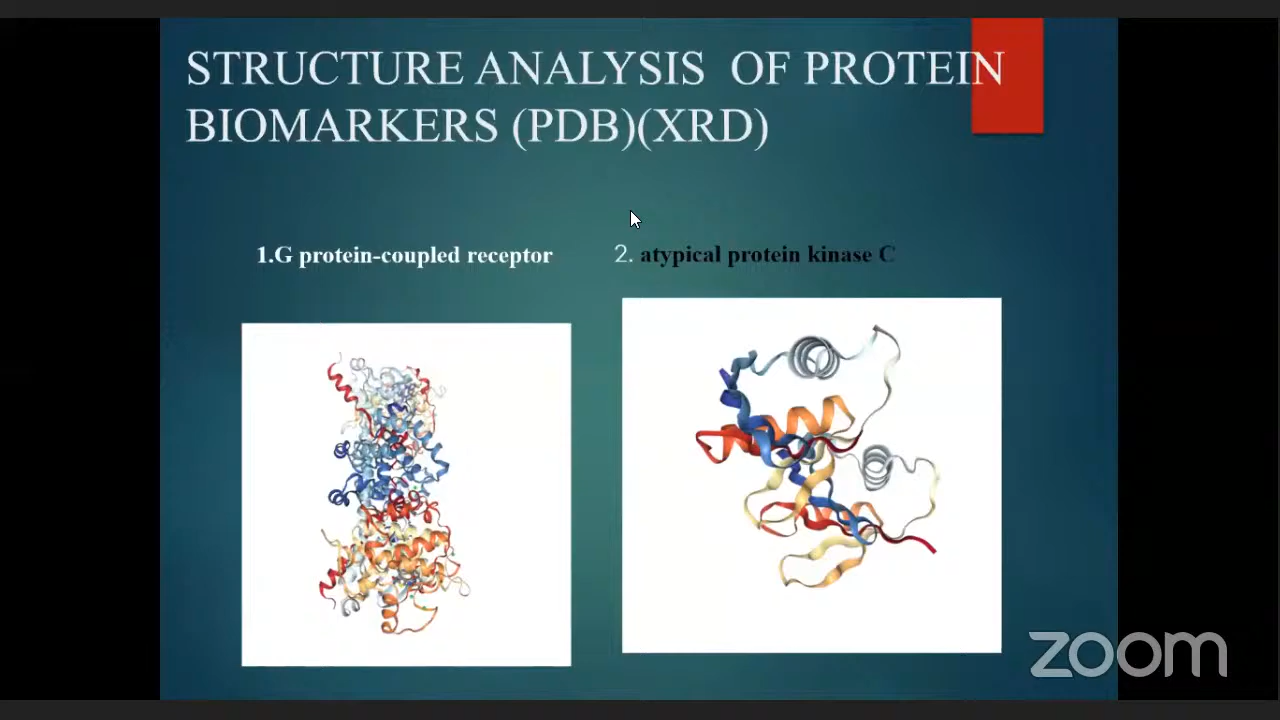 STRUCTURE ANALYSIS OF PROTEIN
BIOMARKERS (PDB)(XRD)
1.G protein-coupled receptor
2. atypical protein kinase C
zoom